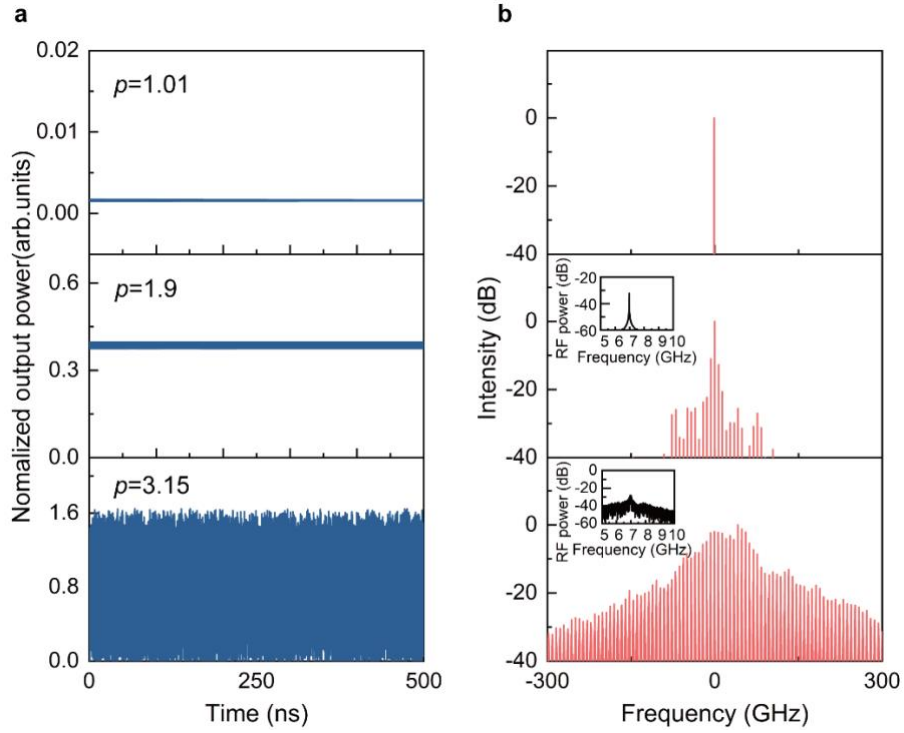 a
b
Nomalized output power(arb.units)
0.02
0.01
0.00
p=1.01
0.6
0.3
0.0
p=1.9
1.6
0.8
0.0
p=3.15
0 250 500
Time (ns)
Intensity (dB)
0
-20
-40
0
-20
-40
RF power (dB)
-20
-40
-60
5 6 7 8 9 10
Frequency (GHz)
0
-20
-40
RF power (dB)
0
-20
-40
-60
5 6 7 8 9 10
Frequency (GHz)
-300 0 300
Frequency (GHz)